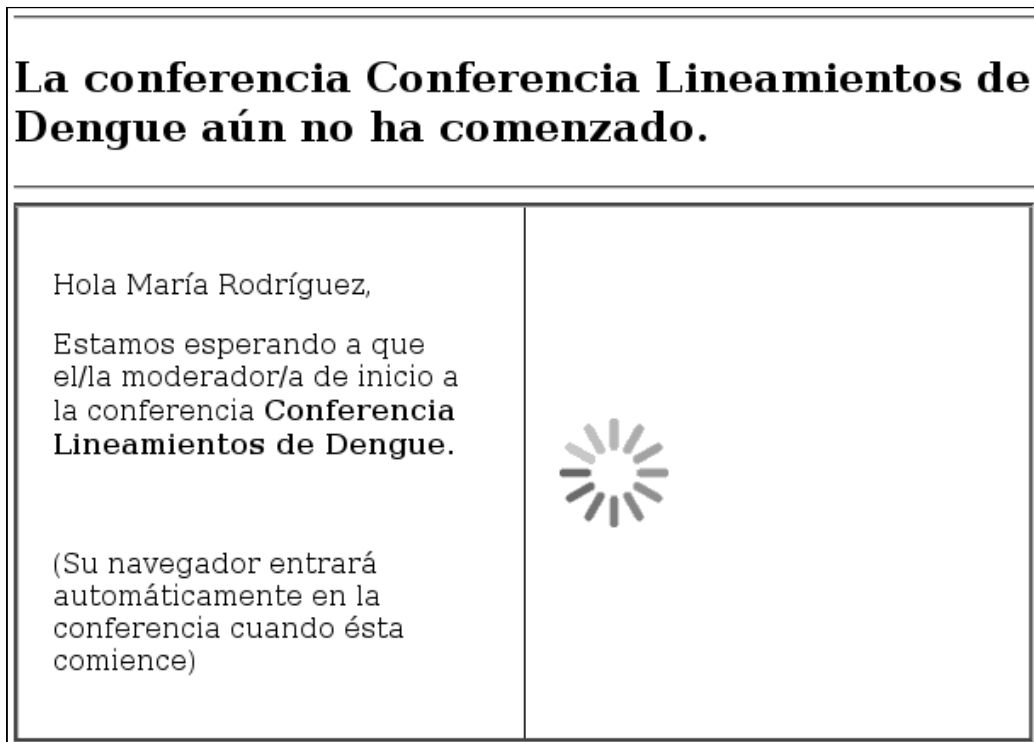 La conferencia Conferencia Lineamientos de
Dengue aún no ha comenzado.
Hola María Rodríguez,
Estamos esperando a que
el/la moderador/a de inicio a
la conferencia Conferencia
Lineamientos de Dengue.
(Su navegador entrará
automáticamente en la
conferencia cuando ésta
comience)